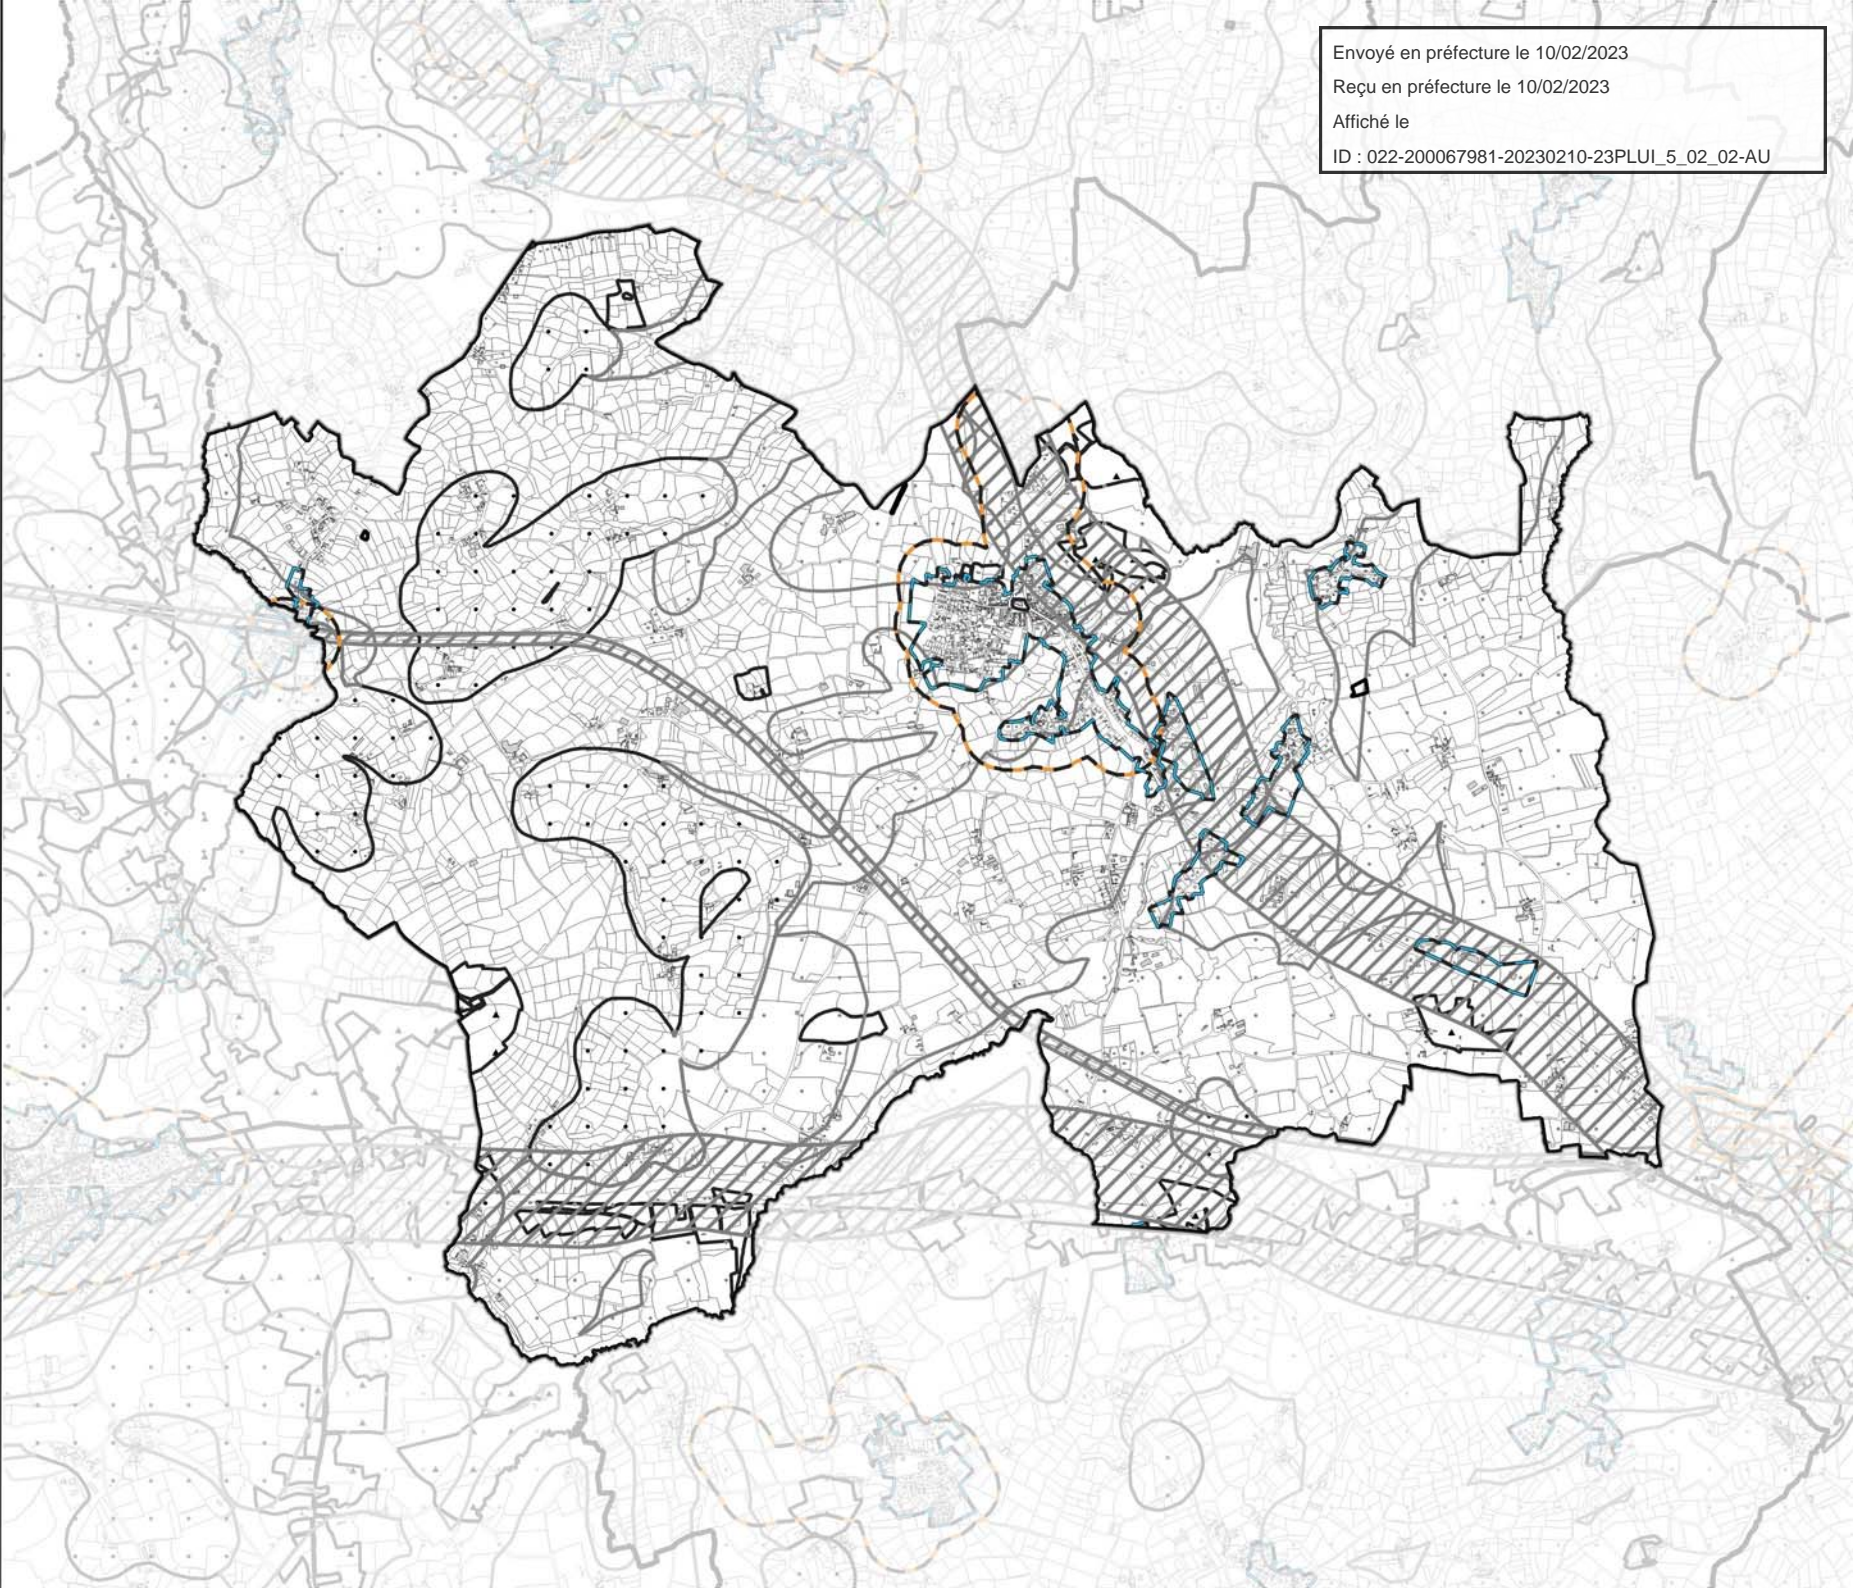 Envoyé en préfecture le 10/02/2023
Reçu en préfecture le 10/02/2023
Affiché le
ID : 022-200067981-20230210-23PLUI_5_02_02-AU